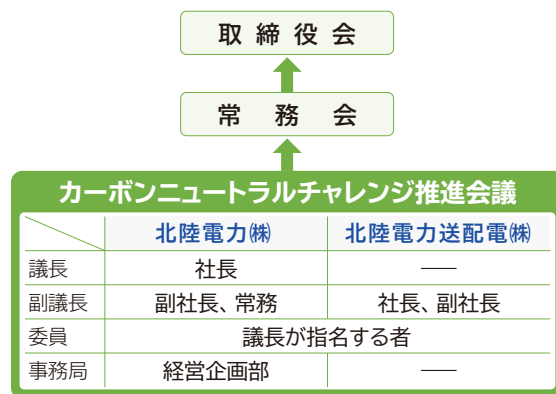 取締役会
常務会
カーボンニュートラルチャレンジ推進会議
北陸電力㈱ 北陸電力送配電㈱
議長 社長 ―
副議長 副社長、常務 社長、副社長
委員 議長が指名する者
事務局 経営企画部 ―